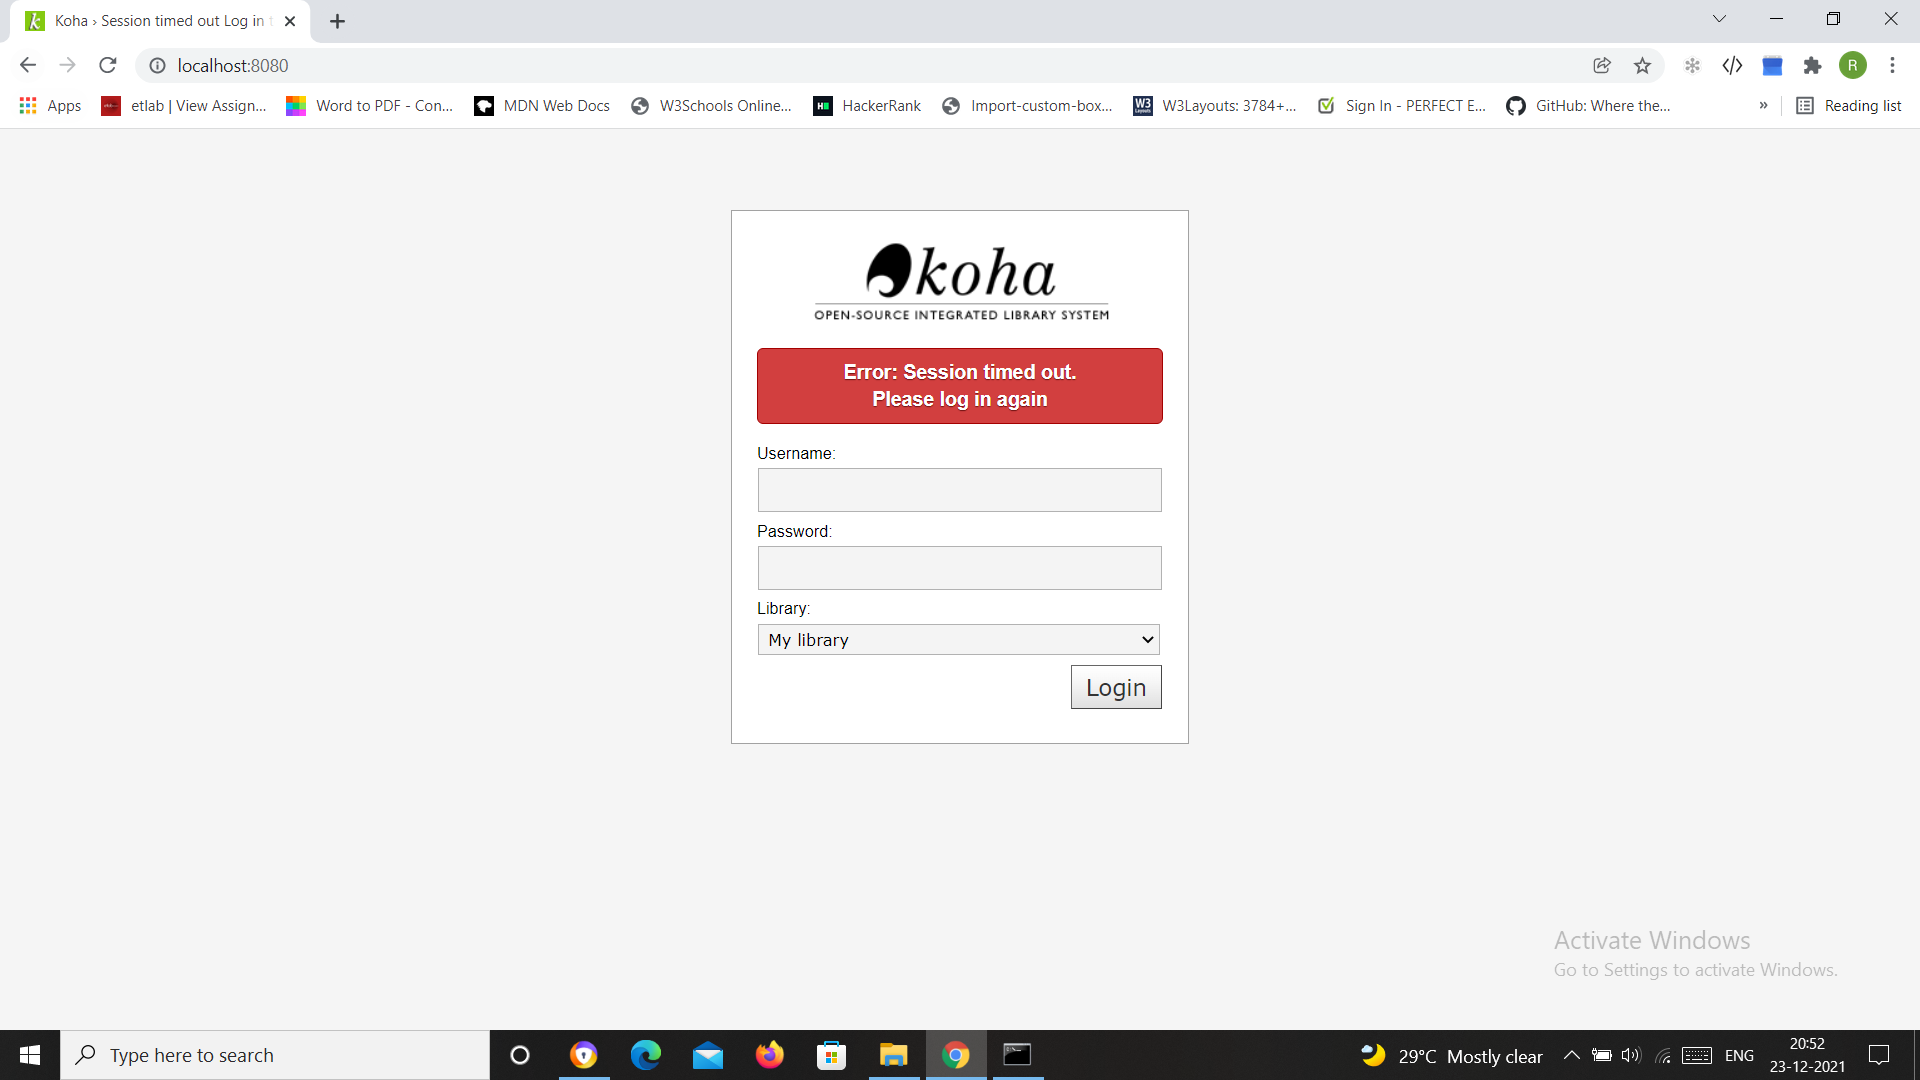 Koha › Session timed out Log in t
localhost:8080
Apps
etlab | View Assign...
Word to PDF - Con...
MDN Web Docs
W3Schools Online...
HackerRank
Import-custom-box...
W3Layouts: 3784+...
Sign In - PERFECT E...
GitHub: Where the...
»
Reading list
R
koha
OPEN-SOURCE INTEGRATED LIBRARY SYSTEM
Error: Session timed out.
Please log in again
Username:
Password:
Library:
My library
Login
Activate Windows
Go to Settings to activate Windows.
Type here to search
29°C Mostly clear
ENG
20:52
23-12-2021